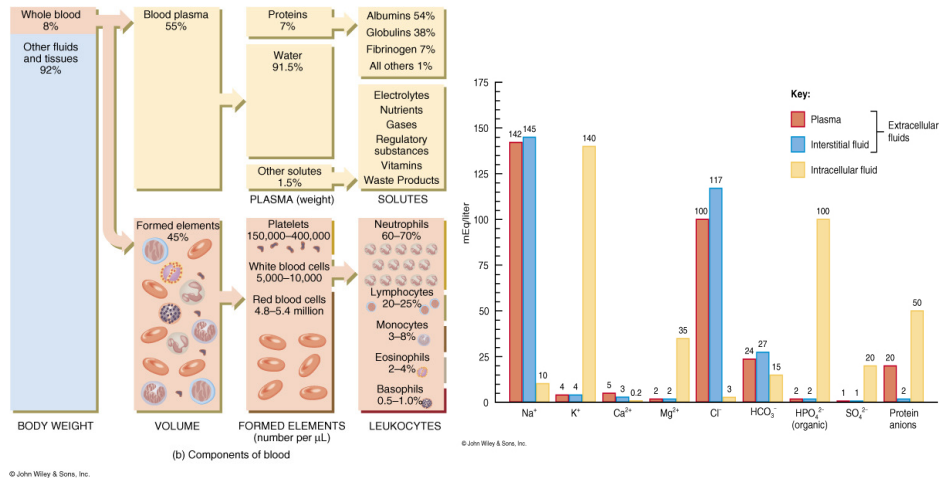 Whole blood
8%
Other fluids
and tissues
92%
BODY WEIGHT
Blood plasma
55%
Formed elements
45%
VOLUME
Proteins
7%
Water
91.5%
Other solutes
1.5%
PLASMA (weight)
Albumins 54%
Globulins 38%
Fibrinogen 7%
All others 1%
Electrolytes
Nutrients
Gases
Regulatory
substances
Vitamins
Waste Products
SOLUTES
Platelets
150,000–400,000
White blood cells
5,000–10,000
Red blood cells
4.8–5.4 million
FORMED ELEMENTS
(number per µL)
Neutrophils
60–70%
Lymphocytes
20–25%
Monocytes
3–8%
Eosinophils
2–4%
Basophils
0.5–1.0%
LEUKOCYTES
(b) Components of blood
© John Wiley & Sons, Inc.
mEq/liter
175
150
125
100
75
50
25
0
Key:
Plasma
Interstitial fluid
Extracellular
fluids
Intracellular fluid
142 145 10
4 4 140
5 3 0.2
2 2 35
100 117 3
24 27 15
2 2 100
1 1 20
20 2 50
Na⁺ K⁺ Ca²⁺ Mg²⁺ Cl⁻ HCO₃⁻ HPO₄²⁻ SO₄²⁻ Protein
(organic) anions
© John Wiley & Sons, Inc.